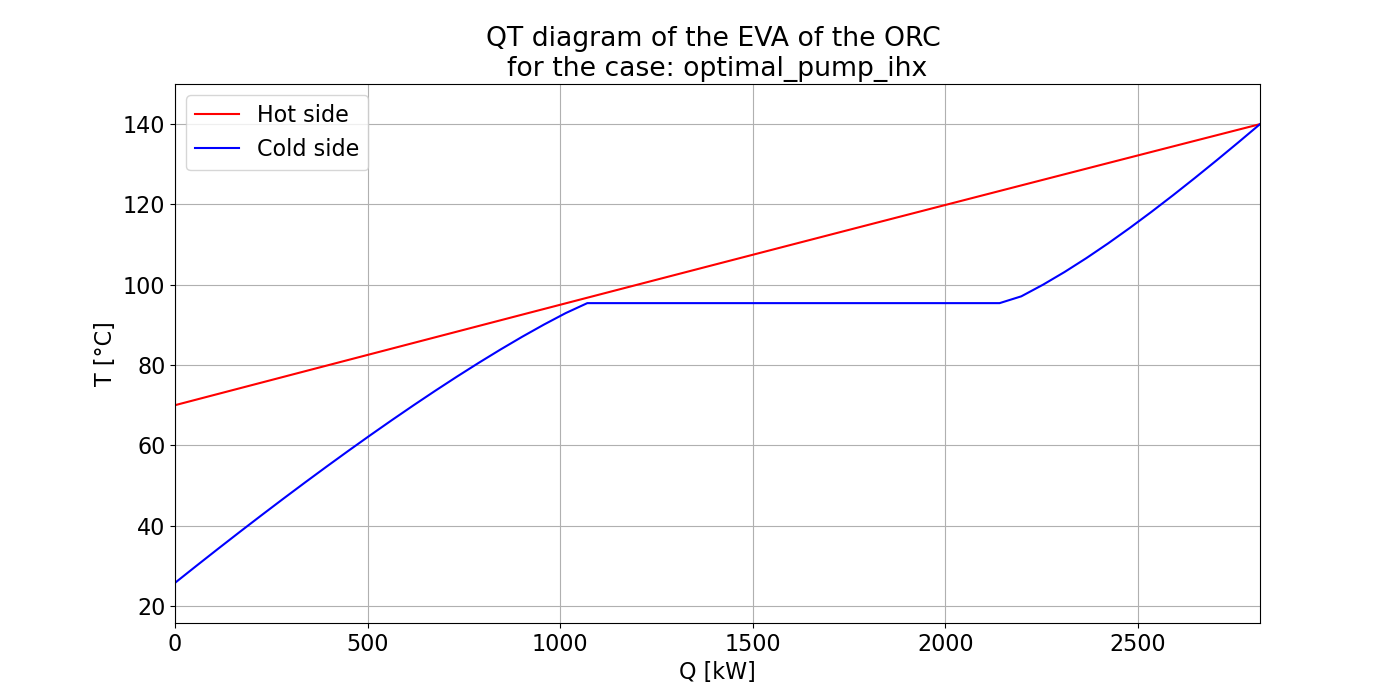 QT diagram of the EVA of the ORC
for the case: optimal_pump_ihx
Hot side
Cold side
T [°C]
140
120
100
80
60
40
20
0 500 1000 1500 2000 2500
Q [kW]